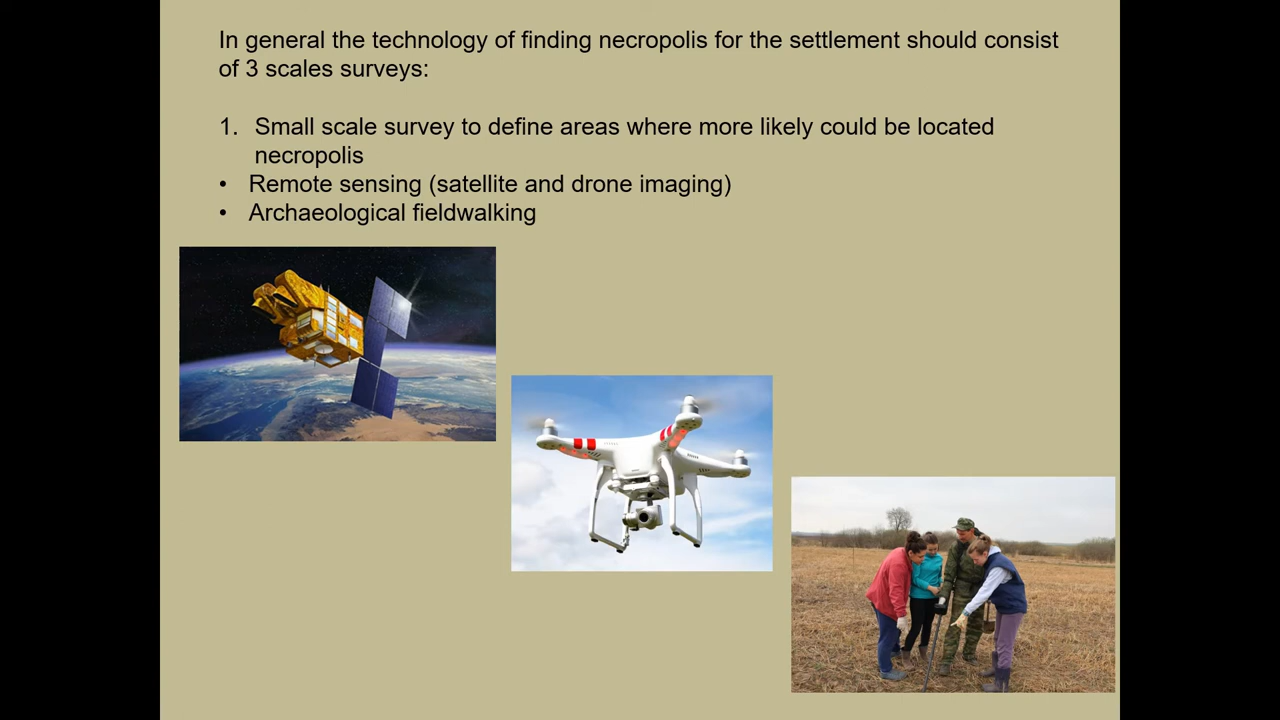 In general the technology of finding necropolis for the settlement should consist
of 3 scales surveys:
1. Small scale survey to define areas where more likely could be located
necropolis
• Remote sensing (satellite and drone imaging)
• Archaeological fieldwalking